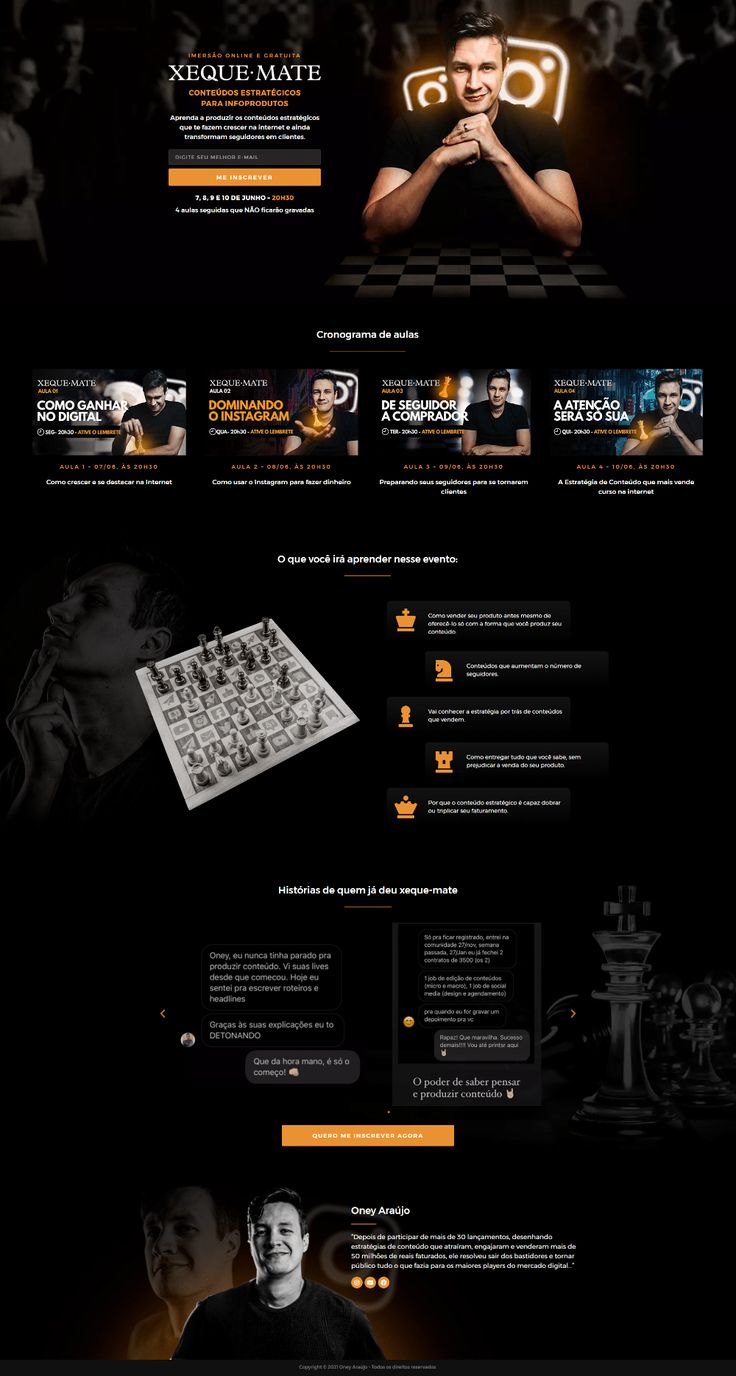 IMERSÃO ONLINE E GRATUITA
XEQUE·MATE
CONTEÚDOS ESTRATÉGICOS
PARA INFOPRODUTOS
Aprenda a produzir os conteúdos estratégicos
que te fazem crescer na internet e ainda
transformam seguidores em clientes.
DIGITE SEU MELHOR E-MAIL
ME INSCREVER
7, 8, 9 E 10 DE JUNHO - 20H30
4 aulas seguidas que NÃO ficarão gravadas
Cronograma de aulas
XEQUE·MATE
AULA 01
COMO GANHAR
NO DIGITAL
SEG- 20h30 - ATIVE O LEMBRETE
AULA 1 - 07/06, ÀS 20H30
Como crescer e se destacar na Internet
XEQUE·MATE
AULA 02
DOMINANDO
O INSTAGRAM
QUA- 20h30 - ATIVE O LEMBRETE
AULA 2 - 08/06, ÀS 20H30
Como usar o Instagram para fazer dinheiro
XEQUE·MATE
AULA 03
DE SEGUIDOR
A COMPRADOR
TER- 20h30 - ATIVE O LEMBRETE
AULA 3 - 09/06, ÀS 20H30
Preparando seus seguidores para se tornarem
clientes
XEQUE·MATE
AULA 04
A ATENÇÃO
SERÁ SÓ SUA
QUI- 20h30 - ATIVE O LEMBRETE
AULA 4 - 10/06, ÀS 20H30
A Estratégia de Conteúdo que mais vende
curso na internet
O que você irá aprender nesse evento:
Como vender seu produto antes mesmo de
oferecê-lo só com a forma que você produz seu
conteúdo.
Conteúdos que aumentam o número de
seguidores.
Vai conhecer a estratégia por trás de conteúdos
que vendem.
Como entregar tudo que você sabe, sem
prejudicar a venda do seu produto.
Por que o conteúdo estratégico é capaz dobrar
ou triplicar seu faturamento.
Histórias de quem já deu xeque-mate
Oney, eu nunca tinha parado pra
produzir conteúdo. Vi suas lives
desde que comecou. Hoje eu
sentei pra escrever roteiros e
headlines
Graças às suas explicações eu to
DETONANDO
Que da hora mano, é só o
começo! 👊🏻
Só pra ficar registrado, entrei na
comunidade 27/nov, semana
passada, 27/Jan eu já fechei 2
contratos de 3500 (os 2)
1 job de edição de conteúdos
(micro e macro), 1 job de social
media (design e agendamento)
pra quando eu for gravar um
depoimento pra vc
Rapaz! Que maravilha. Sucesso
demais!!!! Vou até printar aqui
🤘🏻
O poder de saber pensar
e produzir conteúdo 🤘🏻
QUERO ME INSCREVER AGORA
Oney Araújo
"Depois de participar de mais de 30 lançamentos, desenhando
estratégias de conteúdo que atraíram, engajaram e venderam mais de
50 milhões de reais faturados, ele resolveu sair dos bastidores e tornar
público tudo o que fazia para os maiores players do mercado digital..."
Copyright © 2021 Oney Araújo - Todos os direitos reservados